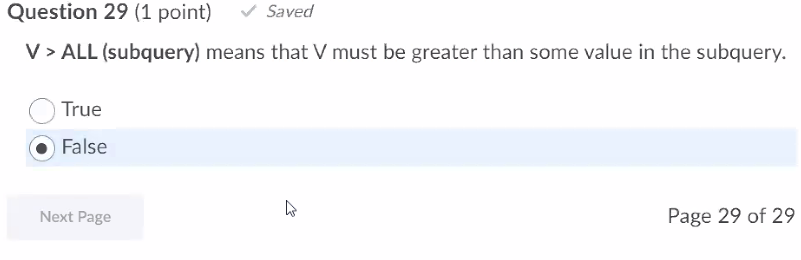 Question 29 (1 point) ✓ Saved
V > ALL (subquery) means that V must be greater than some value in the subquery.
True
False
Next Page Page 29 of 29